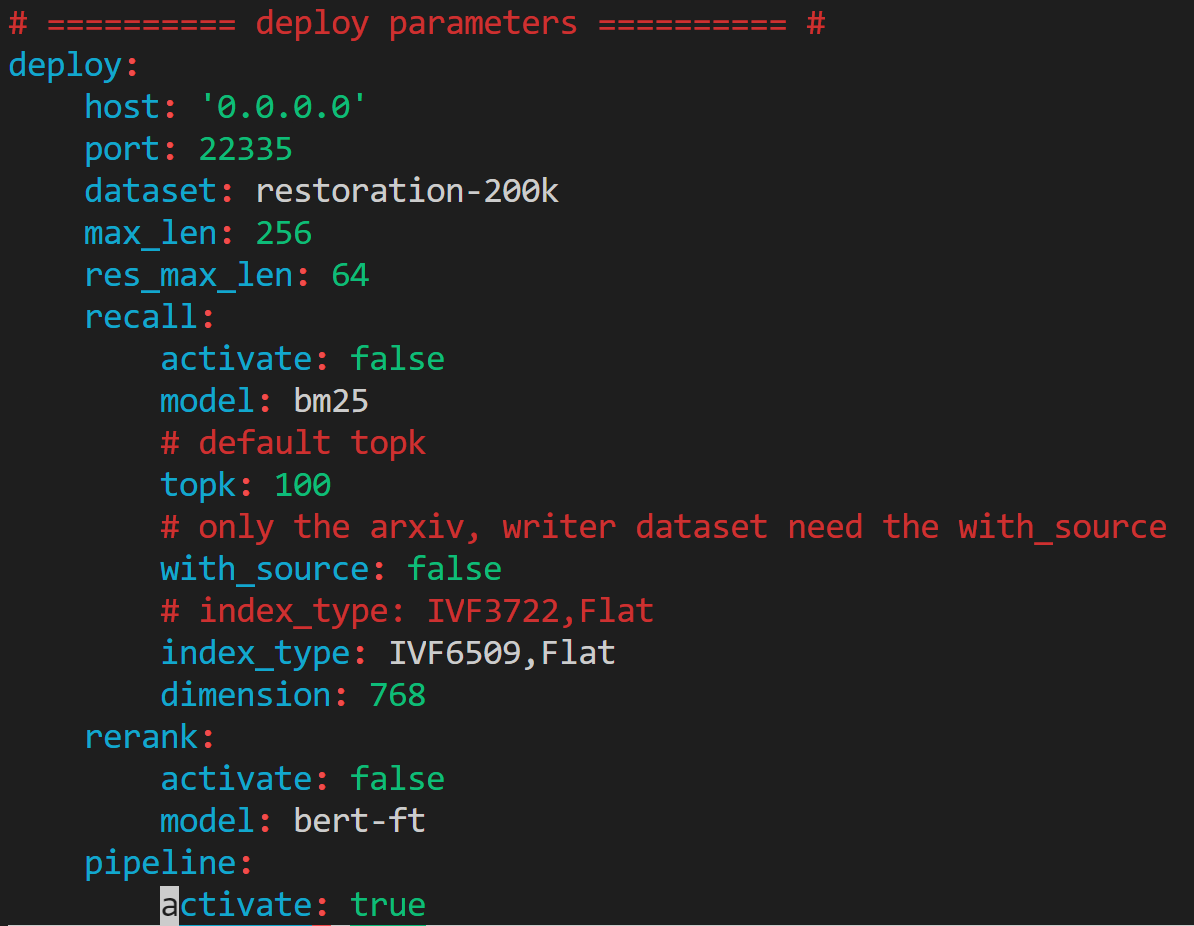 # ========== deploy parameters ========== #
deploy:
    host: '0.0.0.0'
    port: 22335
    dataset: restoration-200k
    max_len: 256
    res_max_len: 64
    recall:
        activate: false
        model: bm25
        # default topk
        topk: 100
        # only the arxiv, writer dataset need the with_source
        with_source: false
        # index_type: IVF3722,Flat
        index_type: IVF6509,Flat
        dimension: 768
    rerank:
        activate: false
        model: bert-ft
    pipeline:
        activate: true